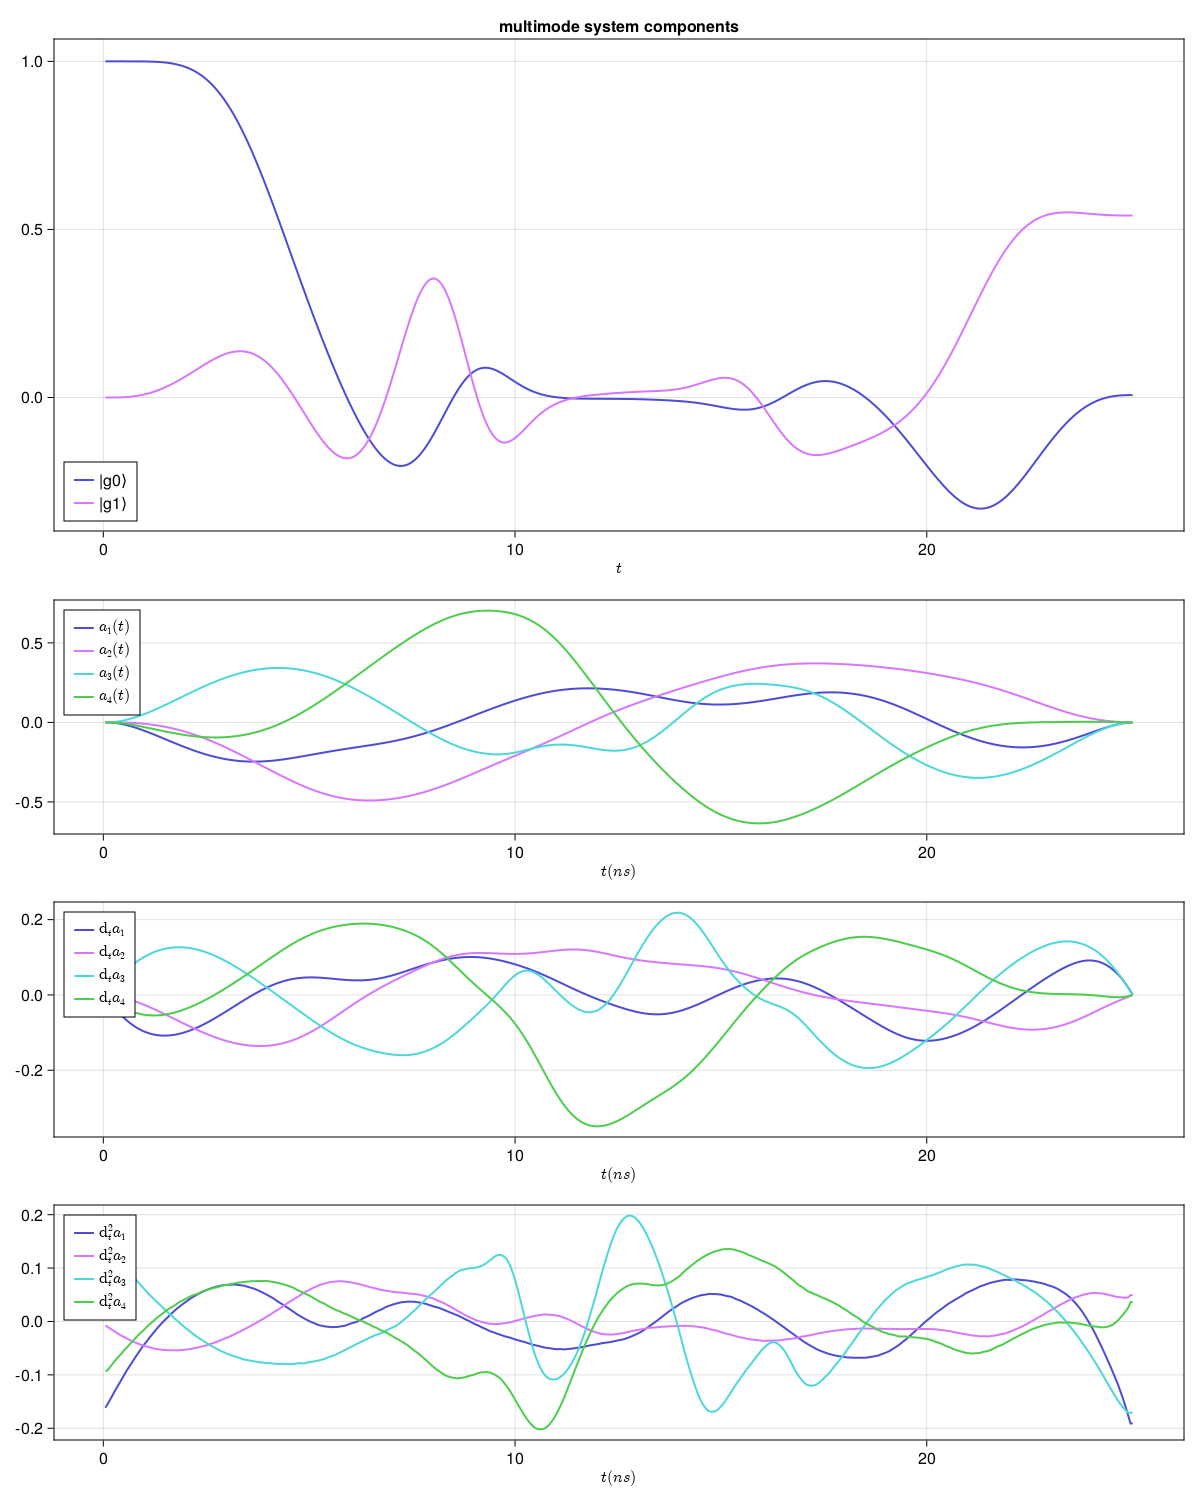 multimode system components
1.0
0.5
0.0
|g0⟩
|g1⟩
0 10 20
t
0.5
0.0
-0.5
a₁(t)
a₂(t)
a₃(t)
a₄(t)
0 10 20
t(ns)
0.2
0.0
-0.2
dₜa₁
dₜa₂
dₜa₃
dₜa₄
0 10 20
t(ns)
0.2
0.1
0.0
-0.1
-0.2
d²ₜa₁
d²ₜa₂
d²ₜa₃
d²ₜa₄
0 10 20
t(ns)